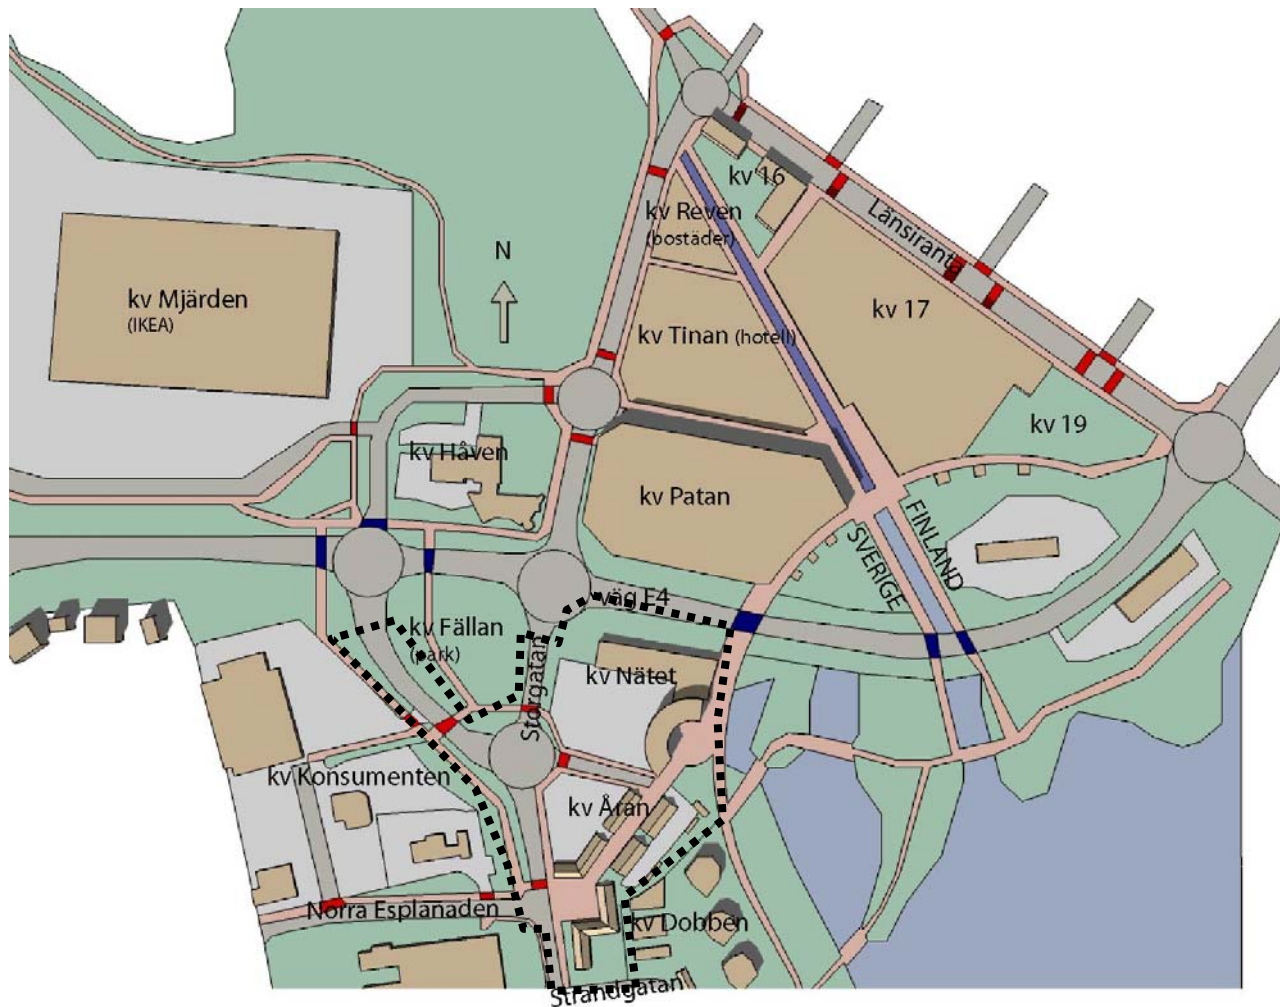 kv 16
kv Reven
(bostäder)
Länsiranta
N
kv Mjärden
(IKEA)
kv 17
kv Tinan (hotell)
kv 19
kv Håven
kv Patan
FINLAND
SVERIGE
väg E4
kv Fällan
(park)
Storgatan
kv Nätet
kv Konsumenten
kv Åran
Norra Esplanaden
kv Dobben
Strandgatan